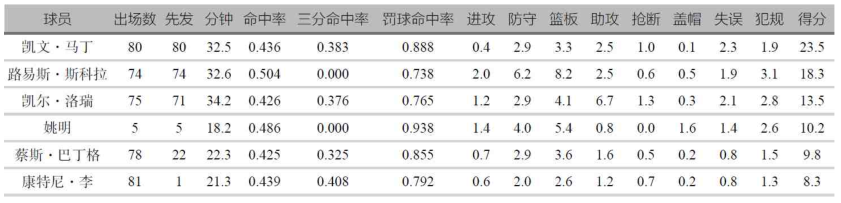 球员 出场数 先发 分钟 命中率 三分命中率 罚球命中率 进攻 防守 篮板 助攻 抢断 盖帽 失误 犯规 得分
凯文·马丁 80 80 32.5 0.436 0.383 0.888 0.4 2.9 3.3 2.5 1.0 0.1 2.3 1.9 23.5
路易斯·斯科拉 74 74 32.6 0.504 0.000 0.738 2.0 6.2 8.2 2.5 0.6 0.5 1.9 3.1 18.3
凯尔·洛瑞 75 71 34.2 0.426 0.376 0.765 1.2 2.9 4.1 6.7 1.3 0.3 2.1 2.8 13.5
姚明 5 5 18.2 0.486 0.000 0.938 1.4 4.0 5.4 0.8 0.0 1.6 1.4 2.6 10.2
蔡斯·巴丁格 78 22 22.3 0.425 0.325 0.855 0.7 2.9 3.6 1.6 0.5 0.2 0.8 1.5 9.8
康特尼·李 81 1 21.3 0.439 0.408 0.792 0.6 2.0 2.6 1.2 0.7 0.2 0.8 1.3 8.3